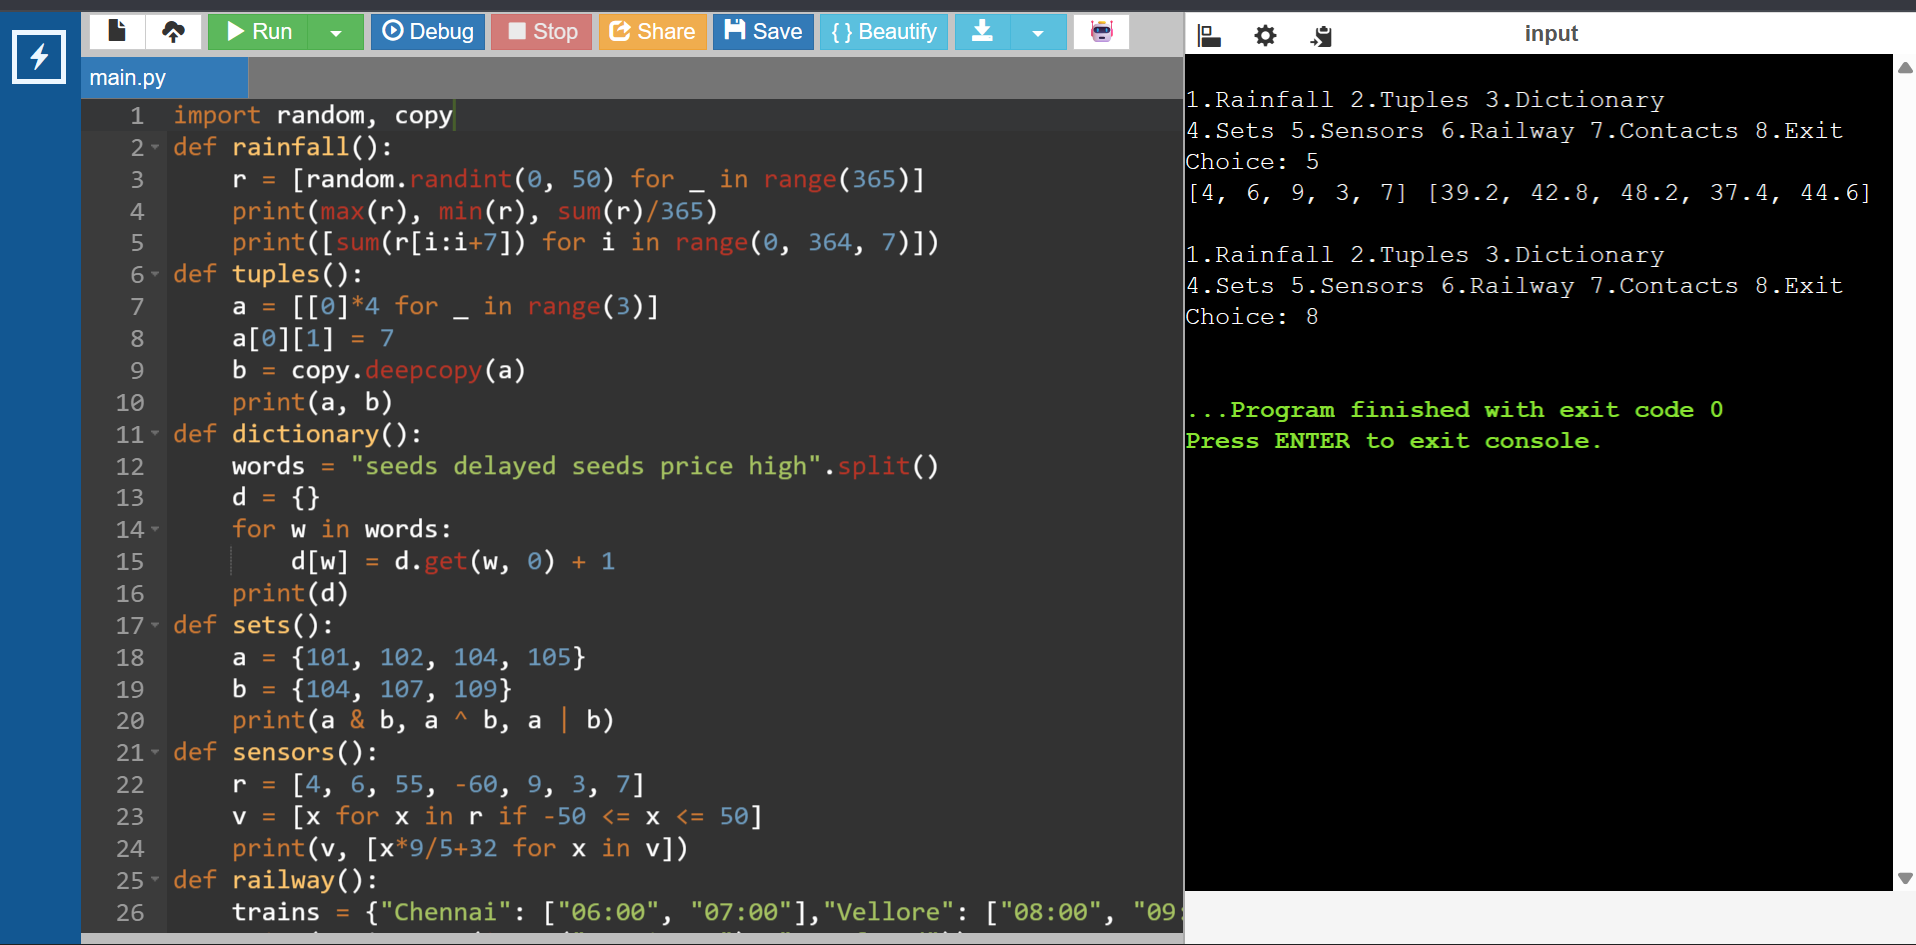 Run
Debug
Stop
Share
Save
{ } Beautify
main.py
1 import random, copy
2 def rainfall():
3 r = [random.randint(0, 50) for _ in range(365)]
4 print(max(r), min(r), sum(r)/365)
5 print([sum(r[i:i+7]) for i in range(0, 364, 7)])
6 def tuples():
7 a = [[0]*4 for _ in range(3)]
8 a[0][1] = 7
9 b = copy.deepcopy(a)
10 print(a, b)
11 def dictionary():
12 words = "seeds delayed seeds price high".split()
13 d = {}
14 for w in words:
15 d[w] = d.get(w, 0) + 1
16 print(d)
17 def sets():
18 a = {101, 102, 104, 105}
19 b = {104, 107, 109}
20 print(a & b, a ^ b, a | b)
21 def sensors():
22 r = [4, 6, 55, -60, 9, 3, 7]
23 v = [x for x in r if -50 <= x <= 50]
24 print(v, [x*9/5+32 for x in v])
25 def railway():
26 trains = {"Chennai": ["06:00", "07:00"],"Vellore": ["08:00", "09:
input
1.Rainfall 2.Tuples 3.Dictionary
4.Sets 5.Sensors 6.Railway 7.Contacts 8.Exit
Choice: 5
[4, 6, 9, 3, 7] [39.2, 42.8, 48.2, 37.4, 44.6]
1.Rainfall 2.Tuples 3.Dictionary
4.Sets 5.Sensors 6.Railway 7.Contacts 8.Exit
Choice: 8
...Program finished with exit code 0
Press ENTER to exit console.